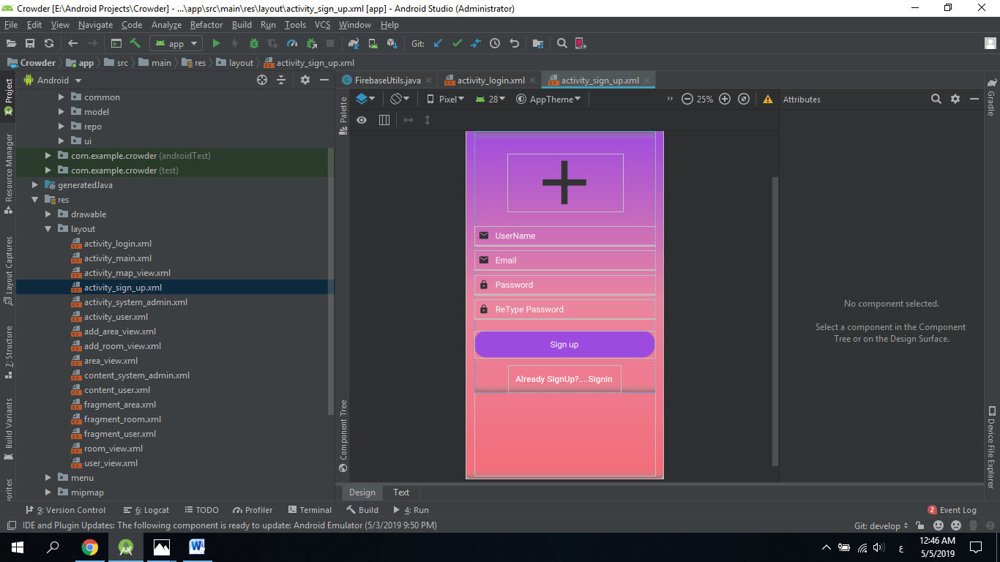 Crowder [E:\Android Projects\Crowder] - ...\app\src\main\res\layout\activity_sign_up.xml [app] - Android Studio (Administrator)
File Edit View Navigate Code Analyze Refactor Build Run Tools VCS Window Help
app Git:
Crowder app src main res layout activity_sign_up.xml
Android FirebaseUtils.java activity_login.xml activity_sign_up.xml
Pixel 28 AppTheme » 25% Attributes
Project
Resource Manager
Layout Captures
7: Structure
Build Variants
vorites
common
model
repo
ui
com.example.crowder (androidTest)
com.example.crowder (test)
generatedJava
res
drawable
layout
activity_login.xml
activity_main.xml
activity_map_view.xml
activity_sign_up.xml
activity_system_admin.xml
activity_user.xml
add_area_view.xml
add_room_view.xml
area_view.xml
content_system_admin.xml
content_user.xml
fragment_area.xml
fragment_room.xml
fragment_user.xml
room_view.xml
user_view.xml
menu
mipmap
Palette
Component Tree
UserName
Email
Password
ReType Password
Sign up
Already SignUp?....Signin
No component selected.
Select a component in the Component
Tree or on the Design Surface.
Gradle
Device File Explorer
Design Text
9: Version Control 6: Logcat TODO Profiler Terminal Build 4: Run 2 Event Log
IDE and Plugin Updates: The following component is ready to update: Android Emulator (5/3/2019 9:50 PM) Git: develop
W ع 12:46 AM
5/5/2019